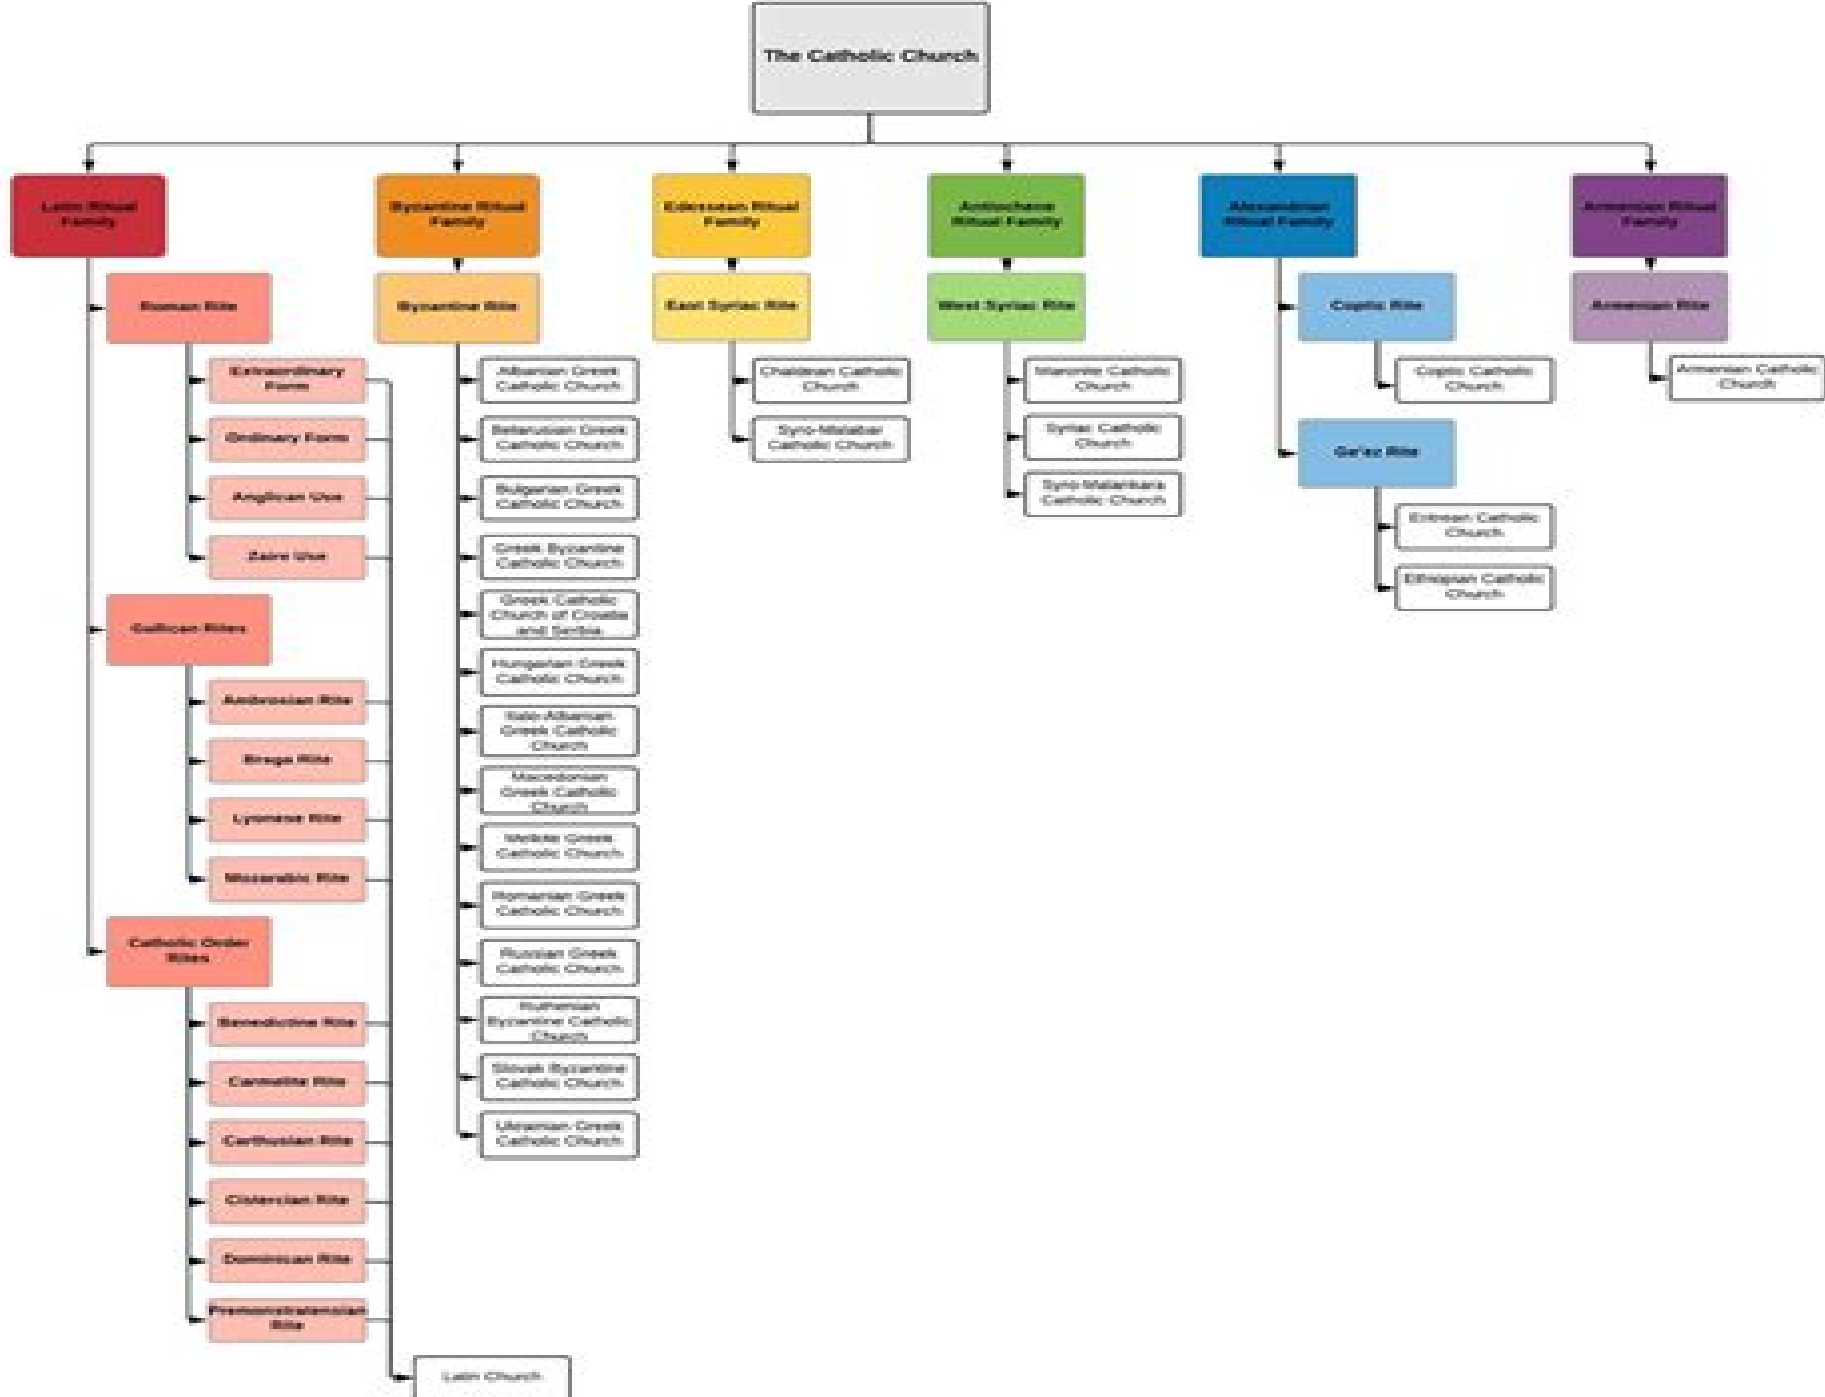 The Catholic Church
Latin Ritual
Family
Byzantine Ritual
Family
Edessean Ritual
Family
Antiochene
Ritual Family
Alexandrian
Ritual Family
Armenian Ritual
Family
Roman Rite
Byzantine Rite
East Syriac Rite
West Syriac Rite
Coptic Rite
Armenian Rite
Extraordinary
Form
Ordinary Form
Anglican Use
Zaire Use
Gallican Rites
Ambrosian Rite
Braga Rite
Lyonese Rite
Mozarabic Rite
Catholic Order
Rites
Benedictine Rite
Carmelite Rite
Carthusian Rite
Cistercian Rite
Dominican Rite
Premonstratensian
Rite
Latin Church
Albanian Greek
Catholic Church
Belarusian Greek
Catholic Church
Bulgarian Greek
Catholic Church
Greek Byzantine
Catholic Church
Greek Catholic
Church of Croatia
and Serbia
Hungarian Greek
Catholic Church
Italo-Albanian
Greek Catholic
Church
Macedonian
Greek Catholic
Church
Melkite Greek
Catholic Church
Romanian Greek
Catholic Church
Russian Greek
Catholic Church
Ruthenian
Byzantine Catholic
Church
Slovak Byzantine
Catholic Church
Ukrainian Greek
Catholic Church
Chaldean Catholic
Church
Syro-Malabar
Catholic Church
Maronite Catholic
Church
Syriac Catholic
Church
Syro-Malankara
Catholic Church
Coptic Catholic
Church
Ge'ez Rite
Eritrean Catholic
Church
Ethiopian Catholic
Church
Armenian Catholic
Church